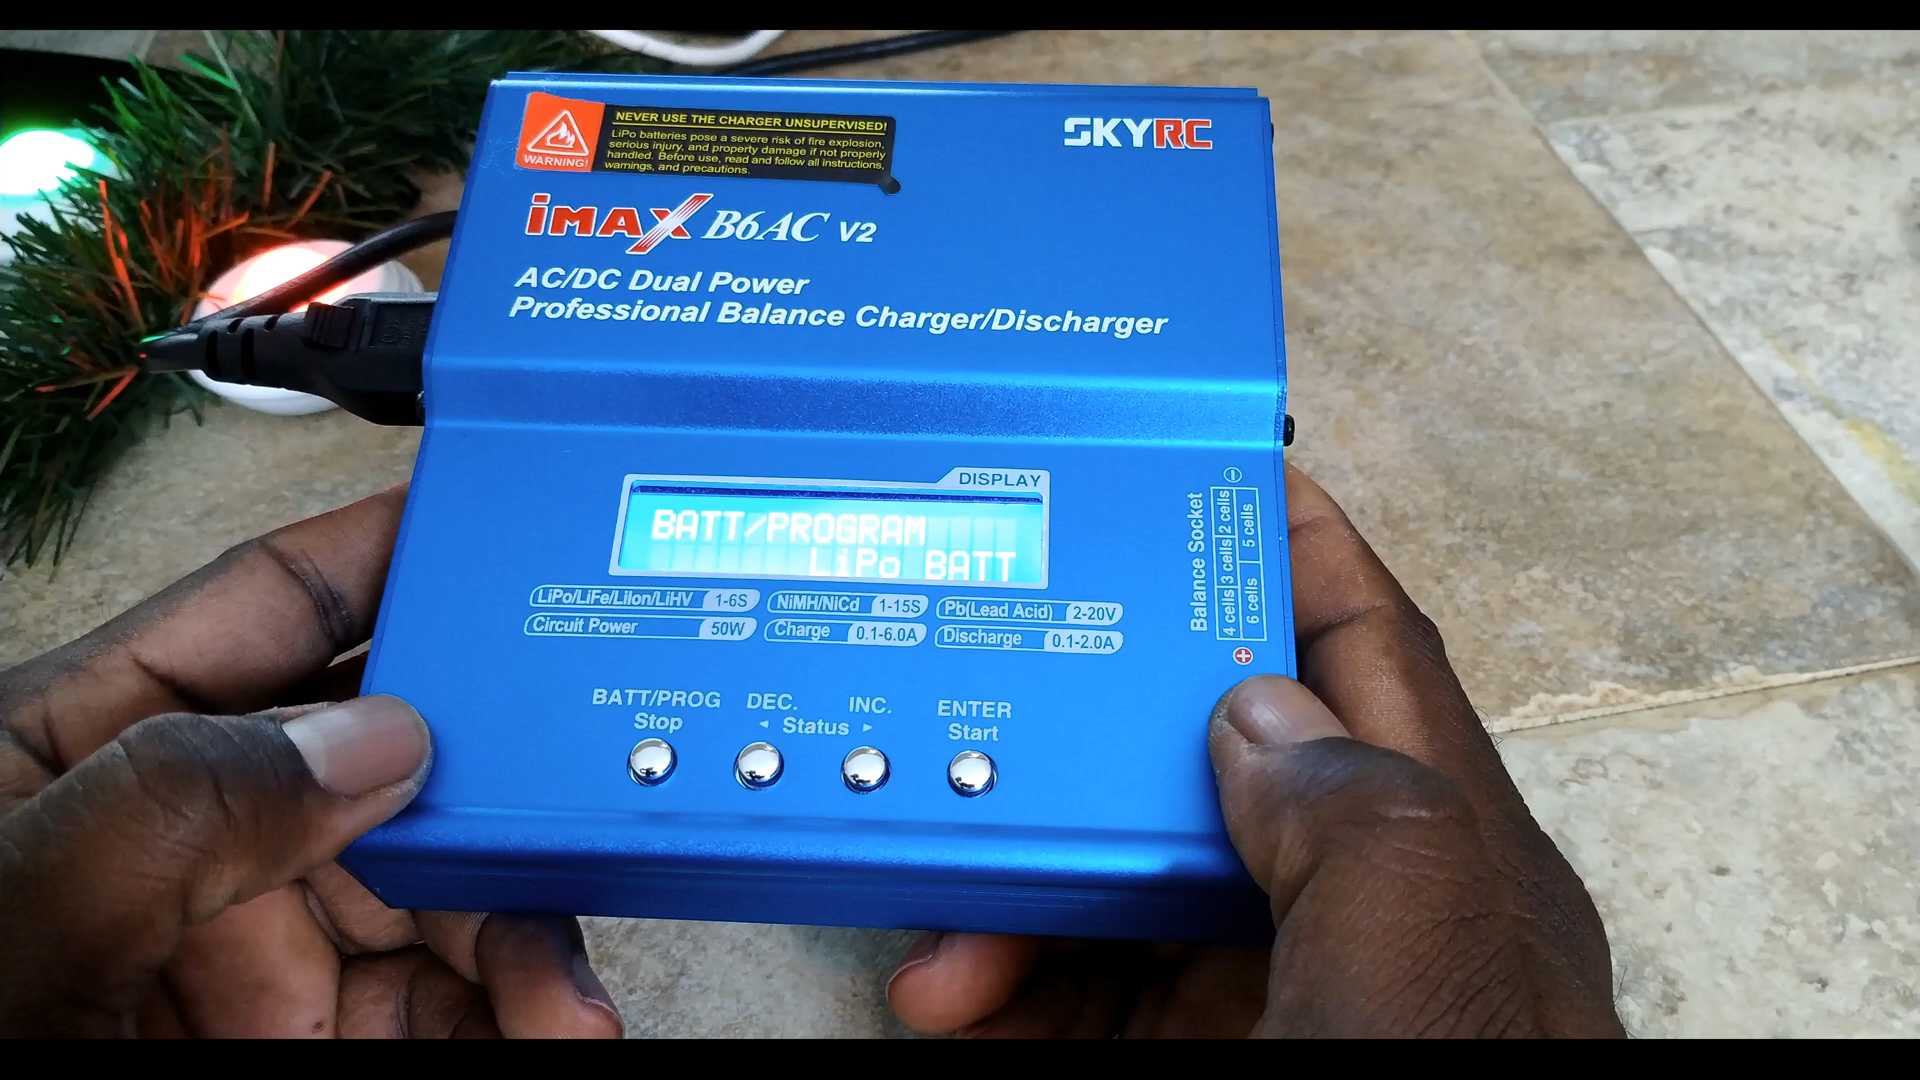 NEVER USE THE CHARGER UNSUPERVISED!
LiPo batteries pose a severe risk of fire explosion,
serious injury, and property damage if not properly
handled. Before use, read and follow all instructions,
warnings, and precautions.
WARNING!
SKYRC
iMAX B6AC V2
AC/DC Dual Power
Professional Balance Charger/Discharger
DISPLAY
BATT/PROGRAM
LiPo BATT
LiPo/LiFe/LiIon/LiHV 1-6S NiMH/NiCd 1-15S Pb(Lead Acid) 2-20V
Circuit Power 50W Charge 0.1-6.0A Discharge 0.1-2.0A
Balance Socket
4 cells 3 cells 2 cells
6 cells 5 cells
BATT/PROG DEC. INC. ENTER
Stop ◄ Status ► Start